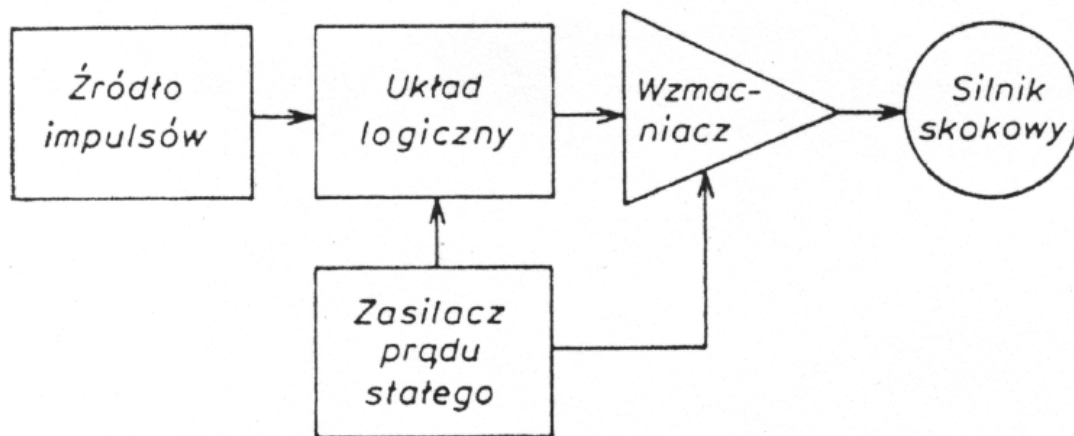 Źródło
impulsów
Układ
logiczny
Wzmac-
niacz
Silnik
skokowy
Zasilacz
prądu
stałego